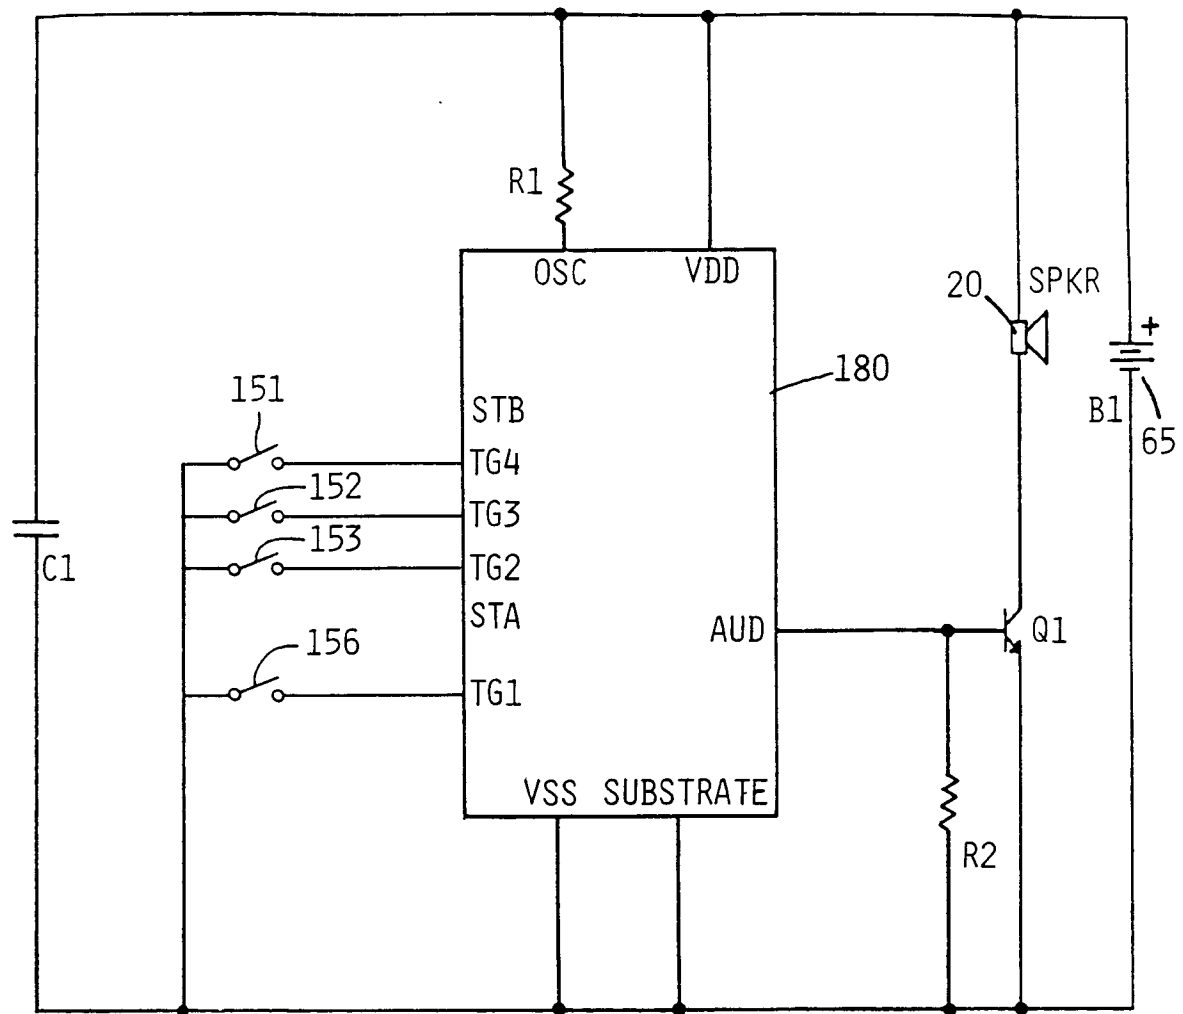 R1
OSC
VDD
20
SPKR
+
180
B1
65
151
STB
TG4
152
TG3
153
TG2
C1
STA
AUD
Q1
156
TG1
VSS
SUBSTRATE
R2